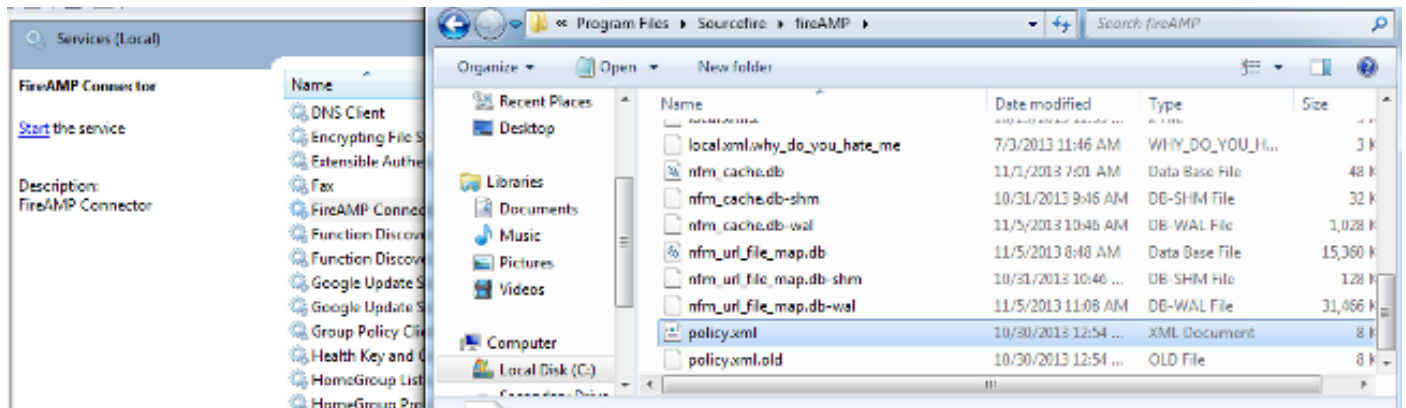 Services (Local)
FireAMP Connector
Start the service
Description:
FireAMP Connector
Name
DNS Client
Encrypting File S
Extensible Authe
Fax
FireAMP Connec
Function Discove
Function Discove
Google Update S
Google Update S
Group Policy Clie
Health Key and C
HomeGroup List
HomeGroup Pro
« Program Files ▸ Sourcefire ▸ fireAMP ▸
Search fireAMP
Organize ▾ Open ▾ New folder
Recent Places
Desktop
Libraries
Documents
Music
Pictures
Videos
Computer
Local Disk (C:)
Name Date modified Type Size
local.xml.why_do_you_hate_me 7/3/2013 11:46 AM WHY_DO_YOU_H... 3 K
nfm_cache.db 11/1/2013 7:01 AM Data Base File 48 K
nfm_cache.db-shm 10/31/2013 9:46 AM DB-SHM File 32 K
nfm_cache.db-wal 11/5/2013 10:46 AM DB-WAL File 1,028 K
nfm_url_file_map.db 11/5/2013 8:48 AM Data Base File 15,360 K
nfm_url_file_map.db-shm 10/31/2013 10:46 ... DB-SHM File 128 K
nfm_url_file_map.db-wal 11/5/2013 11:08 AM DB-WAL File 31,466 K
policy.xml 10/30/2013 12:54 ... XML Document 8 K
policy.xml.old 10/30/2013 12:54 ... OLD File 8 K